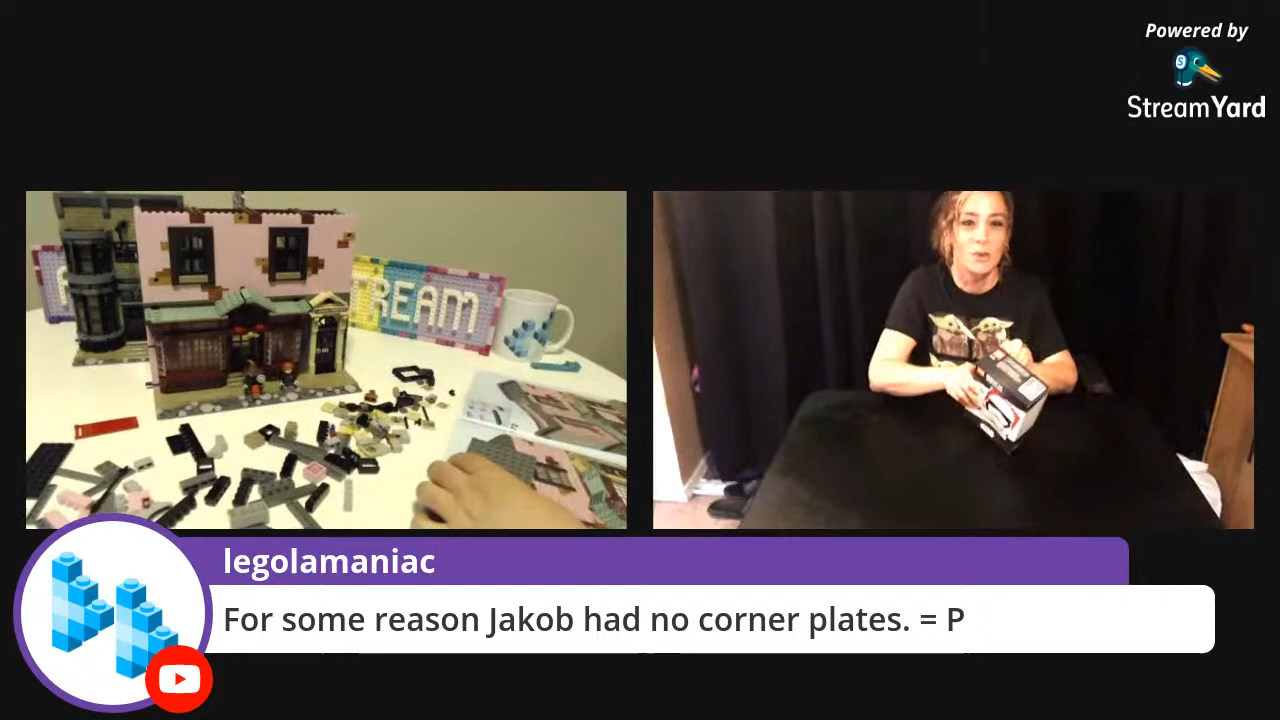 Powered by
StreamYard
REAM
legolamaniac
For some reason Jakob had no corner plates. = P